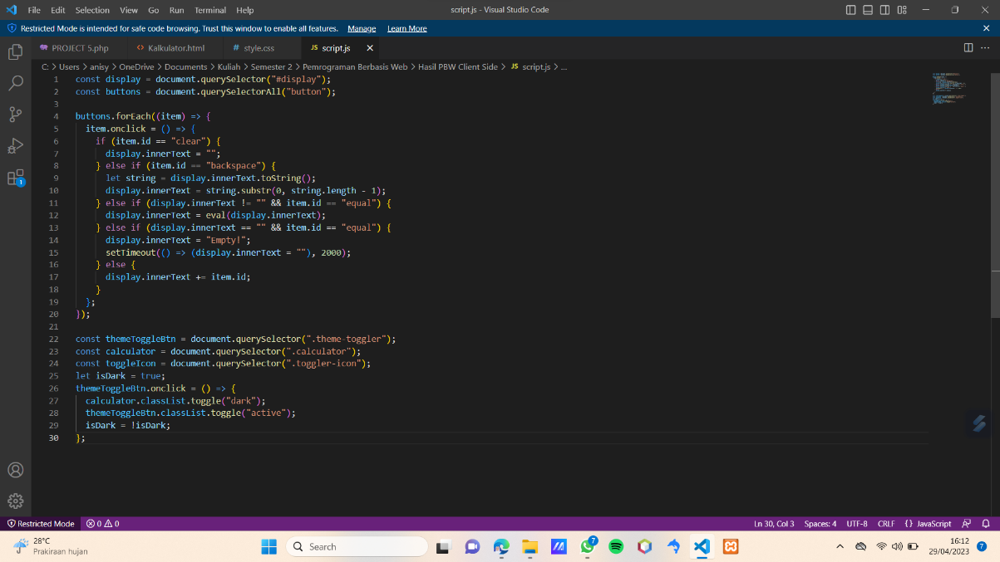 File Edit Selection View Go Run Terminal Help script.js - Visual Studio Code
Restricted Mode is intended for safe code browsing. Trust this window to enable all features. Manage Learn More
PROJECT 5.php <> Kalkulator.html # style.css JS script.js
C: > Users > anisy > OneDrive > Documents > Kuliah > Semester 2 > Pemrograman Berbasis Web > Hasil PBW Client Side > JS script.js > ...
1 const display = document.querySelector("#display");
2 const buttons = document.querySelectorAll("button");
3
4 buttons.forEach((item) => {
5 item.onclick = () => {
6 if (item.id == "clear") {
7 display.innerText = "";
8 } else if (item.id == "backspace") {
9 let string = display.innerText.toString();
10 display.innerText = string.substr(0, string.length - 1);
11 } else if (display.innerText != "" && item.id == "equal") {
12 display.innerText = eval(display.innerText);
13 } else if (display.innerText == "" && item.id == "equal") {
14 display.innerText = "Empty!";
15 setTimeout(() => (display.innerText = ""), 2000);
16 } else {
17 display.innerText += item.id;
18 }
19 };
20 });
21
22 const themeToggleBtn = document.querySelector(".theme-toggler");
23 const calculator = document.querySelector(".calculator");
24 const toggleIcon = document.querySelector(".toggler-icon");
25 let isDark = true;
26 themeToggleBtn.onclick = () => {
27 calculator.classList.toggle("dark");
28 themeToggleBtn.classList.toggle("active");
29 isDark = !isDark;
30 };
1
Restricted Mode 0 0 Ln 30, Col 3 Spaces: 4 UTF-8 CRLF {} JavaScript
28°C
Prakiraan hujan
Search
7
16:12
29/04/2023
7